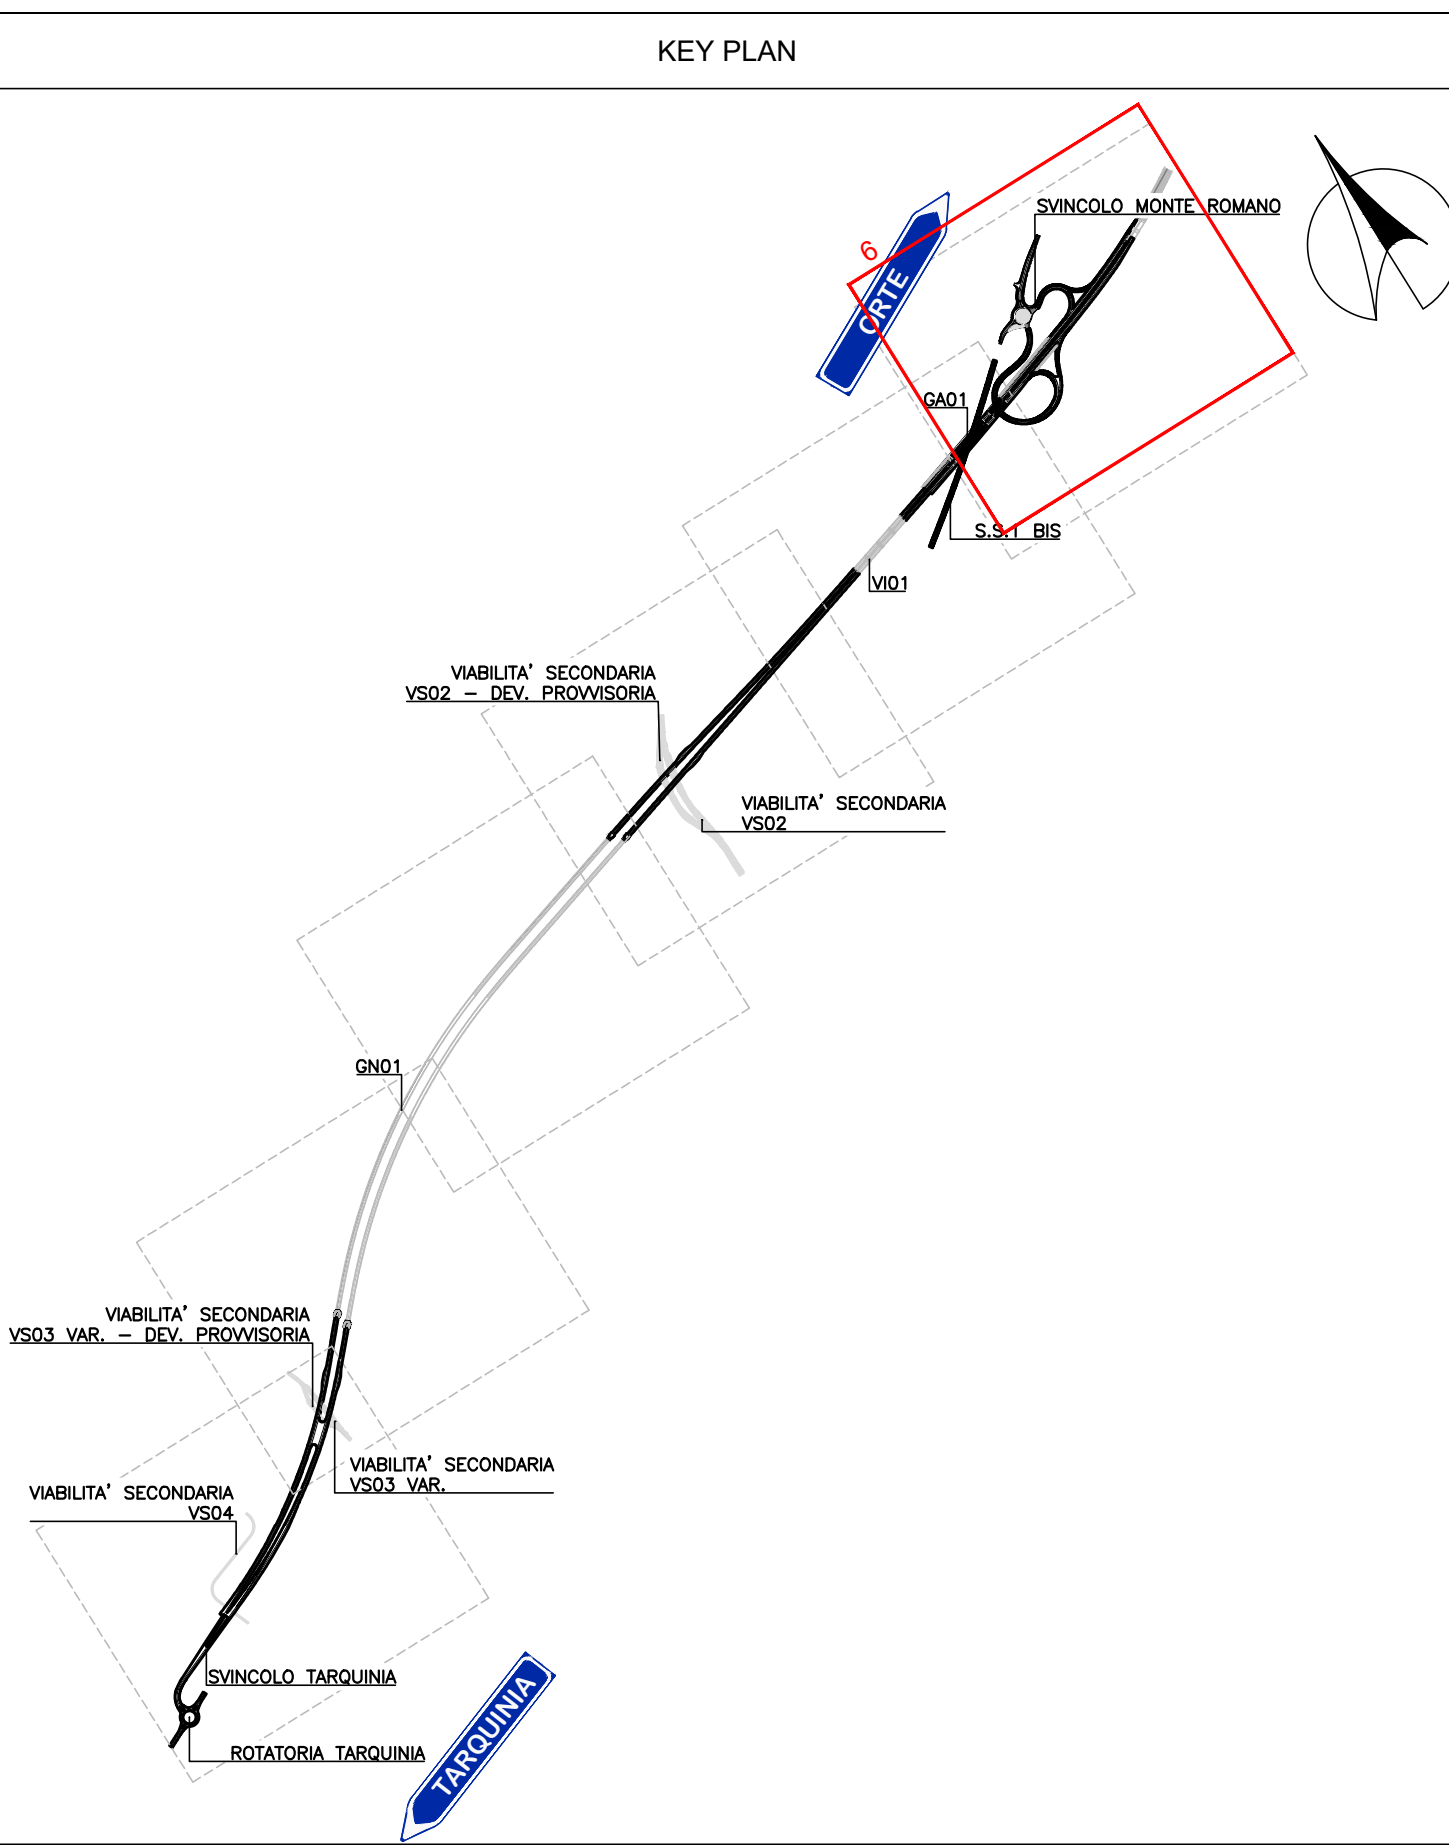 KEY PLAN
SVINCOLO MONTE ROMANO
6
ORTE
GA01
S.S.1 BIS
VI01
VIABILITA' SECONDARIA
VS02 - DEV. PROVVISORIA
VIABILITA' SECONDARIA
VS02
GN01
VIABILITA' SECONDARIA
VS03 VAR. - DEV. PROVVISORIA
VIABILITA' SECONDARIA
VS03 VAR.
VIABILITA' SECONDARIA
VS04
SVINCOLO TARQUINIA
TARQUINIA
ROTATORIA TARQUINIA